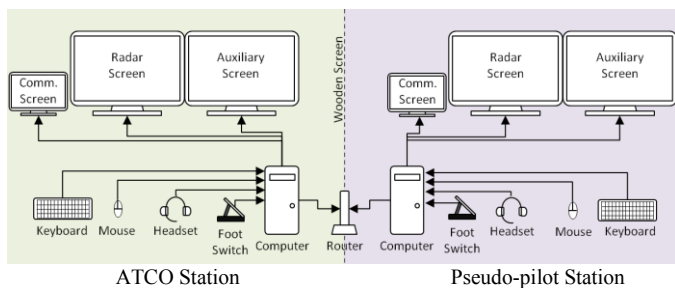 Radar
Screen
Auxiliary
Screen
Comm.
Screen
Wooden Screen
Comm.
Screen
Radar
Screen
Auxiliary
Screen
Keyboard
Mouse
Headset
Foot
Switch
Computer
Router
Computer
Foot
Switch
Headset
Mouse
Keyboard
ATCO Station
Pseudo-pilot Station